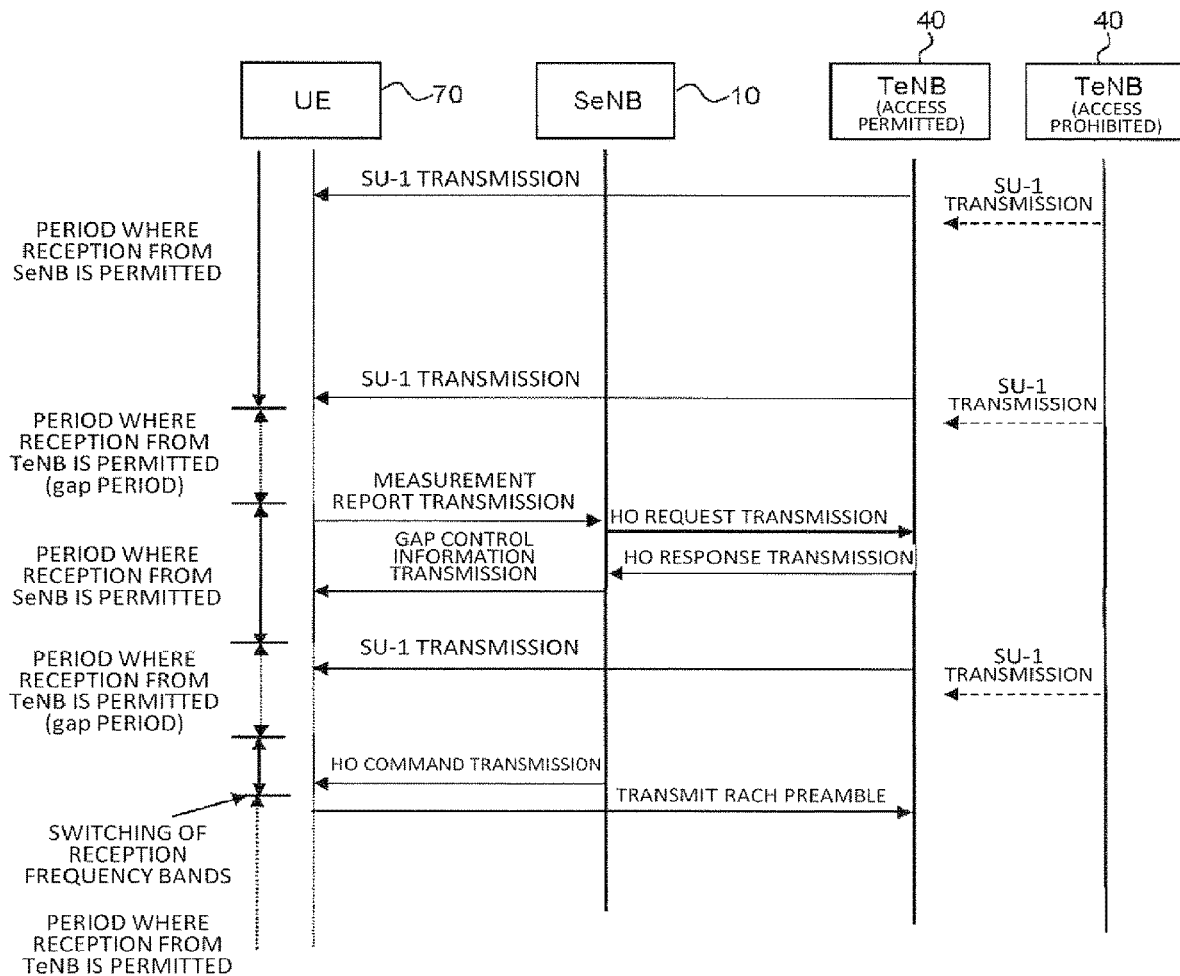 40
40
UE
70
SeNB
10
TeNB
(ACCESS
PERMITTED)
TeNB
(ACCESS
PROHIBITED)
SU-1 TRANSMISSION
SU-1
TRANSMISSION
PERIOD WHERE
RECEPTION FROM
SeNB IS PERMITTED
SU-1 TRANSMISSION
SU-1
TRANSMISSION
PERIOD WHERE
RECEPTION FROM
TeNB IS PERMITTED
(gap PERIOD)
MEASUREMENT
REPORT TRANSMISSION
HO REQUEST TRANSMISSION
GAP CONTROL
INFORMATION
TRANSMISSION
HO RESPONSE TRANSMISSION
PERIOD WHERE
RECEPTION FROM
SeNB IS PERMITTED
SU-1 TRANSMISSION
SU-1
TRANSMISSION
PERIOD WHERE
RECEPTION FROM
TeNB IS PERMITTED
(gap PERIOD)
HO COMMAND TRANSMISSION
TRANSMIT RACH PREAMBLE
SWITCHING OF
RECEPTION
FREQUENCY BANDS
PERIOD WHERE
RECEPTION FROM
TeNB IS PERMITTED